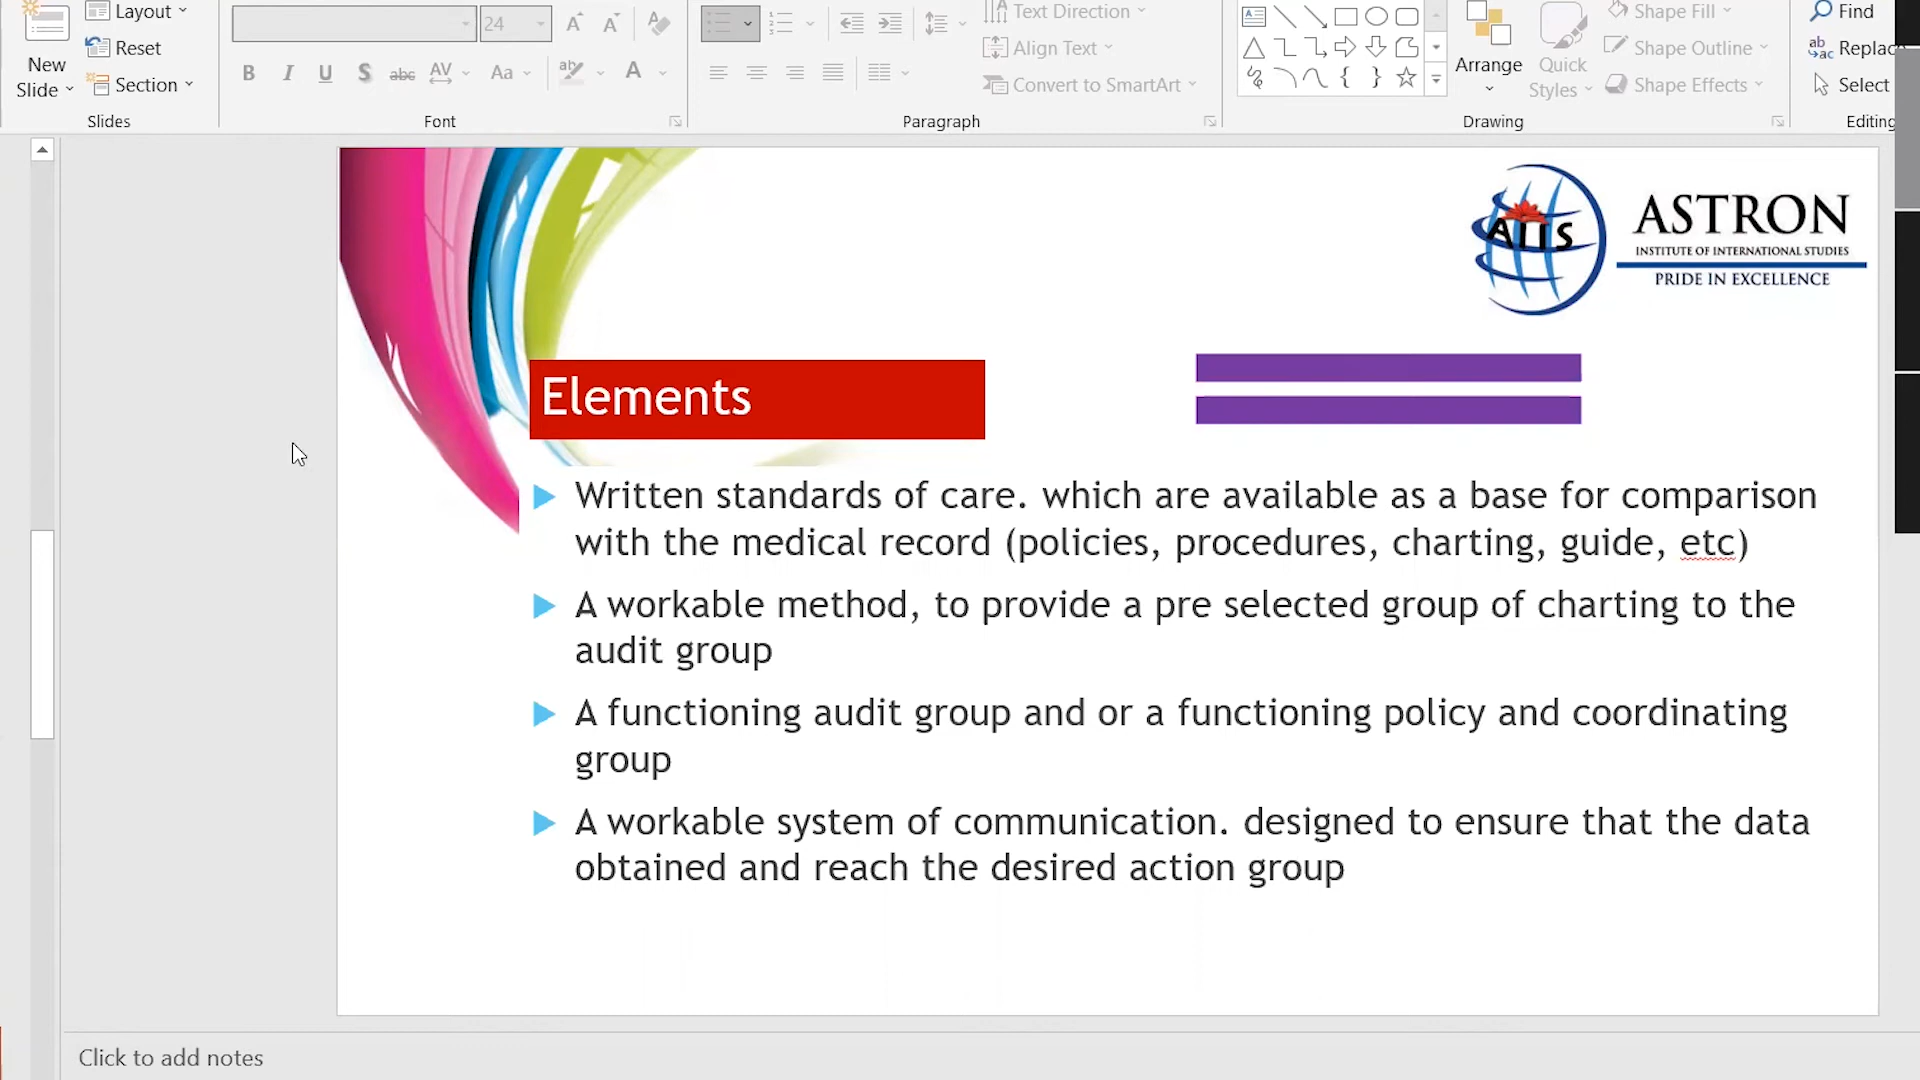 Layout
Text Direction
Find
24
Reset
Align Text
Shape Fill
Replac
New
Slide
Section
B I U S abc AV Aa A
Convert to SmartArt
Arrange
Quick
Styles
Shape Outline
Shape Effects
Select
Slides
Font
Paragraph
Drawing
Editing
AIIS
ASTRON
INSTITUTE OF INTERNATIONAL STUDIES
PRIDE IN EXCELLENCE
Elements
Written standards of care. which are available as a base for comparison
with the medical record (policies, procedures, charting, guide, etc)
A workable method, to provide a pre selected group of charting to the
audit group
A functioning audit group and or a functioning policy and coordinating
group
A workable system of communication. designed to ensure that the data
obtained and reach the desired action group
Click to add notes